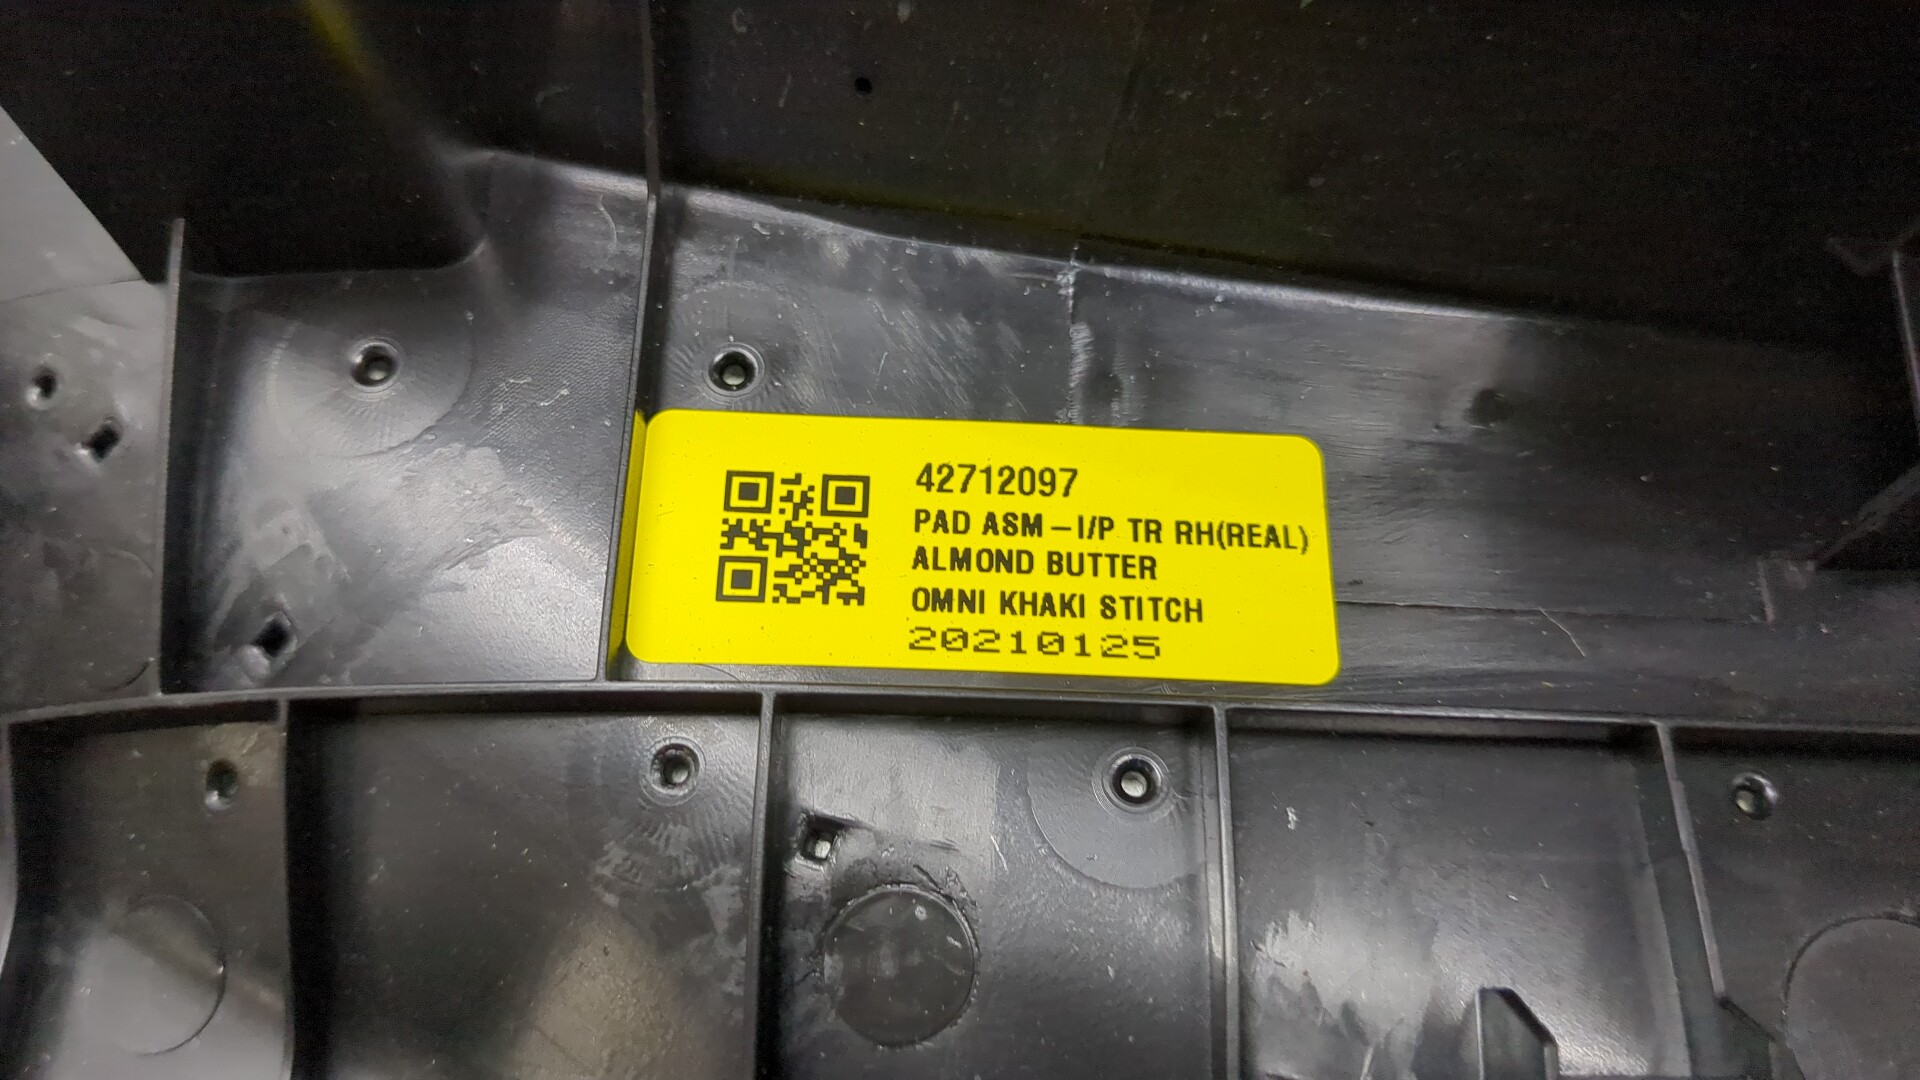 42712097
PAD ASM-I/P TR RH(REAL)
ALMOND BUTTER
OMNI KHAKI STITCH
20210125